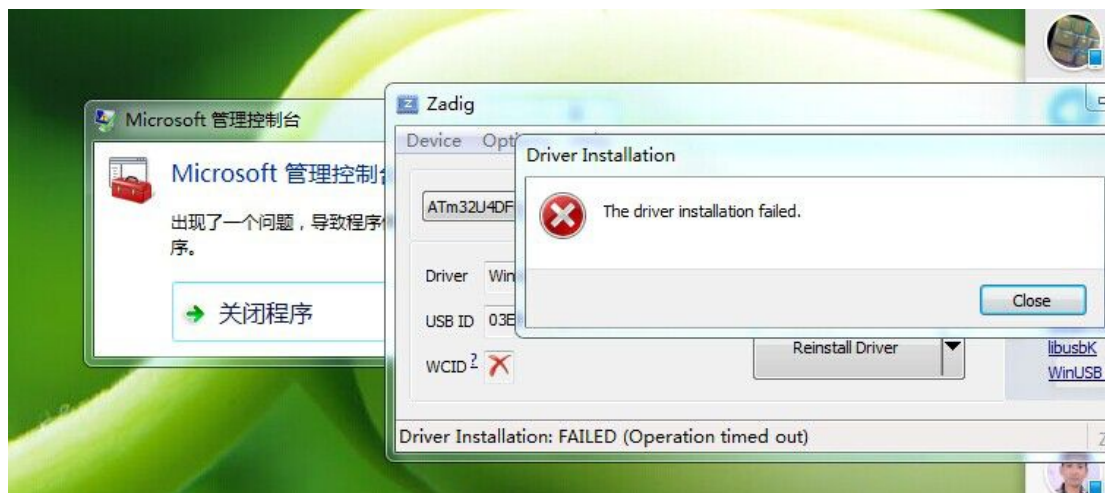 Microsoft 管理控制台
Microsoft 管理控制
出现了一个问题，导致程序
序。
关闭程序
Zadig
Device
Driver Installation
The driver installation failed.
Close
ATm32U4DF
Driver
USB ID 03E
WCID ?
Reinstall Driver
libusbK
WinUSB
Driver Installation: FAILED (Operation timed out)